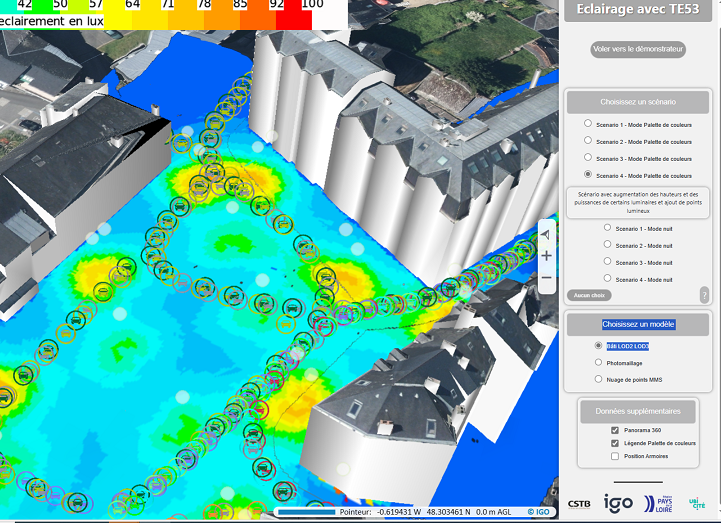 42 50 57 64 71 78 85 92 100
eclairement en lux
Eclairage avec TE53
Voler vers le démonstrateur
Choisissez un scénario
Scenario 1 - Mode Palette de couleurs
Scenario 2 - Mode Palette de couleurs
Scenario 3 - Mode Palette de couleurs
Scenario 4 - Mode Palette de couleurs
Scénario avec augmentation des hauteurs et des
puissances de certains luminaires et ajout de points
lumineux
Scenario 1 - Mode nuit
Scenario 2 - Mode nuit
Scenario 3 - Mode nuit
Scenario 4 - Mode nuit
Aucun choix
?
Choisissez un modèle
Bâti LOD2 LOD3
Photomaillage
Nuage de points MMS
Données supplémentaires
Panorama 360
Légende Palette de couleurs
Position Armoires
CSTB igo PAYS DE LA LOIRE UBI CITÉ
Pointeur: -0.619431 W 48.303461 N 0.0 m AGL © IGO